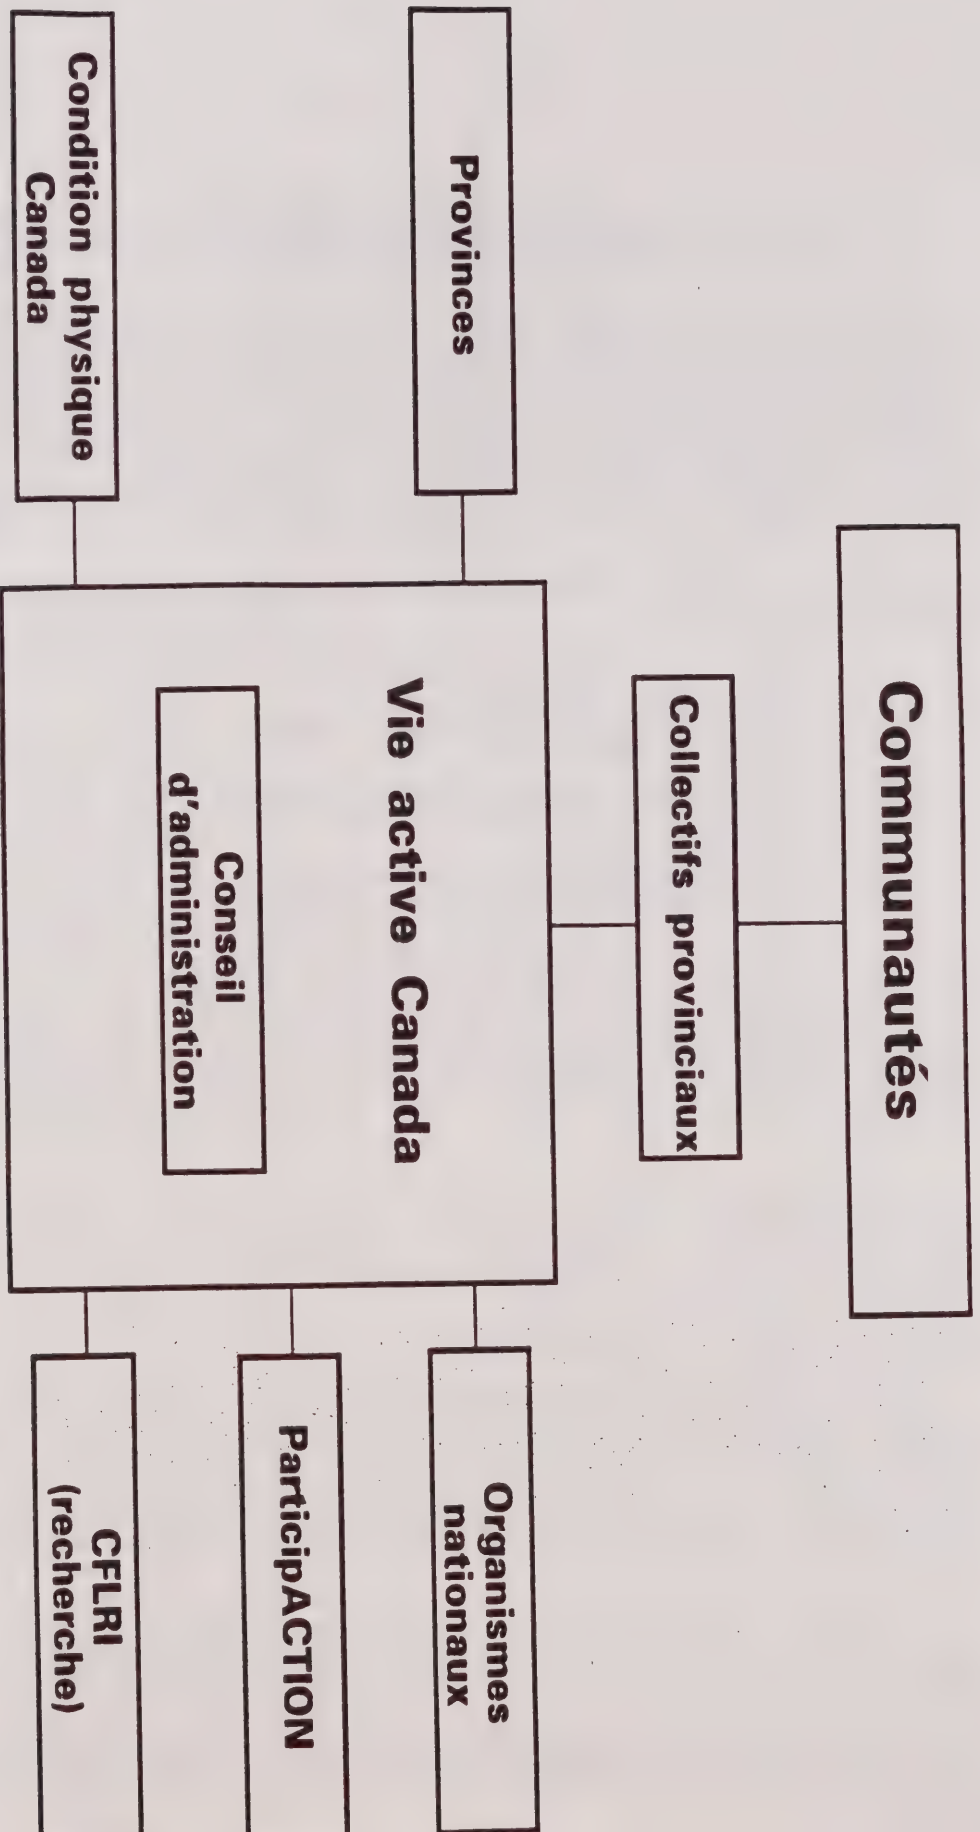 Communautés
Collectifs provinciaux
Provinces
Vie active Canada
Organismes
nationaux
ParticipACTION
Conseil
d'administration
Condition physique
Canada
CFLRI
(recherche)